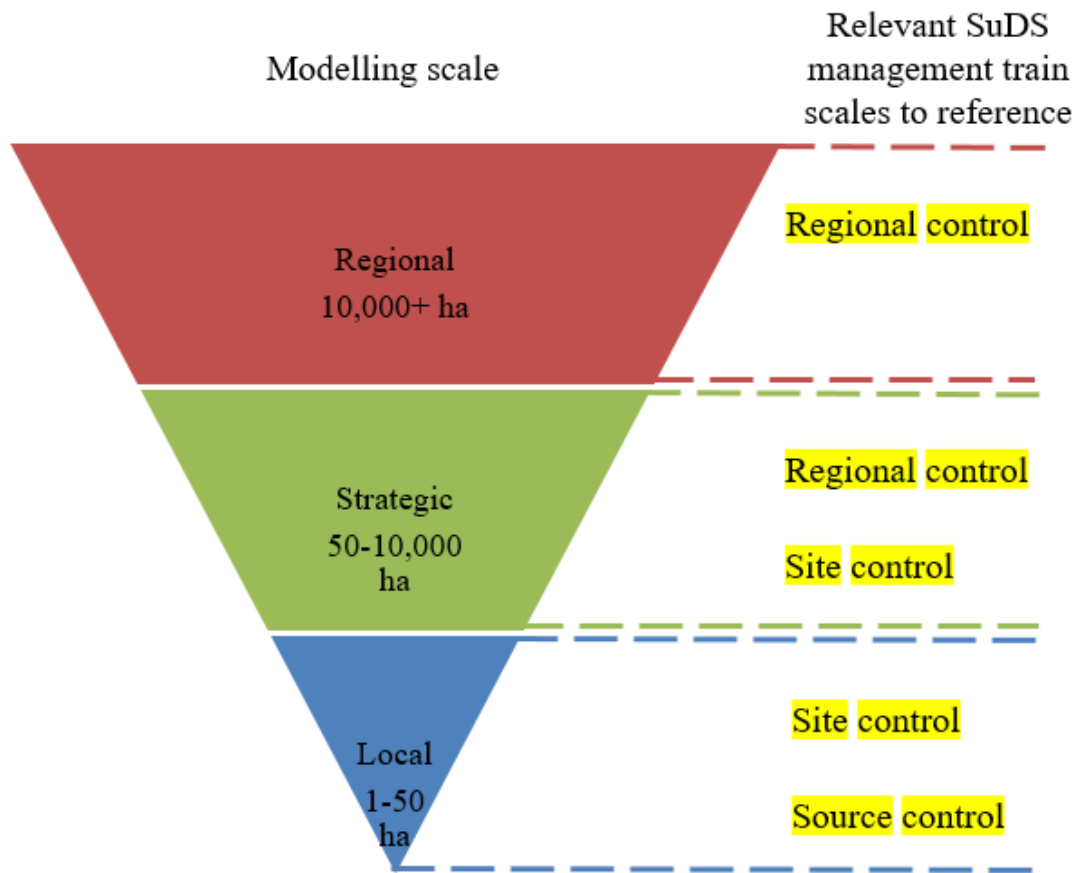 Relevant SuDS
Modelling scale
management train
scales to reference
Regional control
Regional
10,000+ ha
Regional control
Strategic
50-10,000
ha
Site control
Site control
Local
1-50
ha
Source control